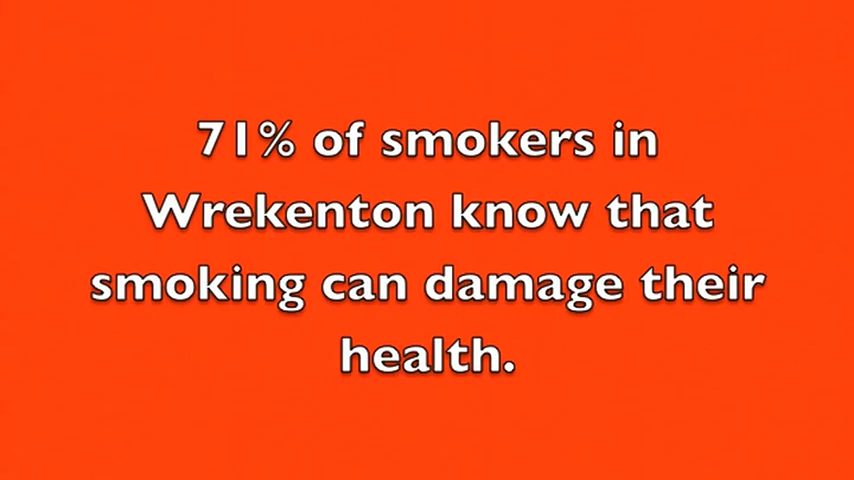 71% of smokers in
Wrekenton know that
smoking can damage their
health.